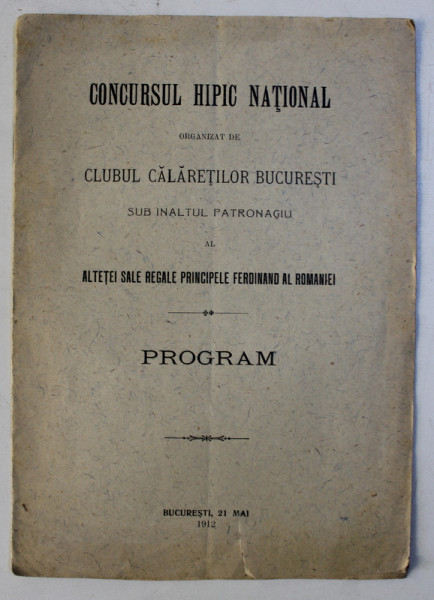 CONCURSUL HIPIC NAŢIONAL
ORGANIZAT DE
CLUBUL CĂLĂREŢILOR BUCUREŞTI
SUB INALTUL PATRONAGIU
AL
ALTEŢEI SALE REGALE PRINCIPELE FERDINAND AL ROMANIEI
PROGRAM
BUCUREŞTI, 21 MAI
1912